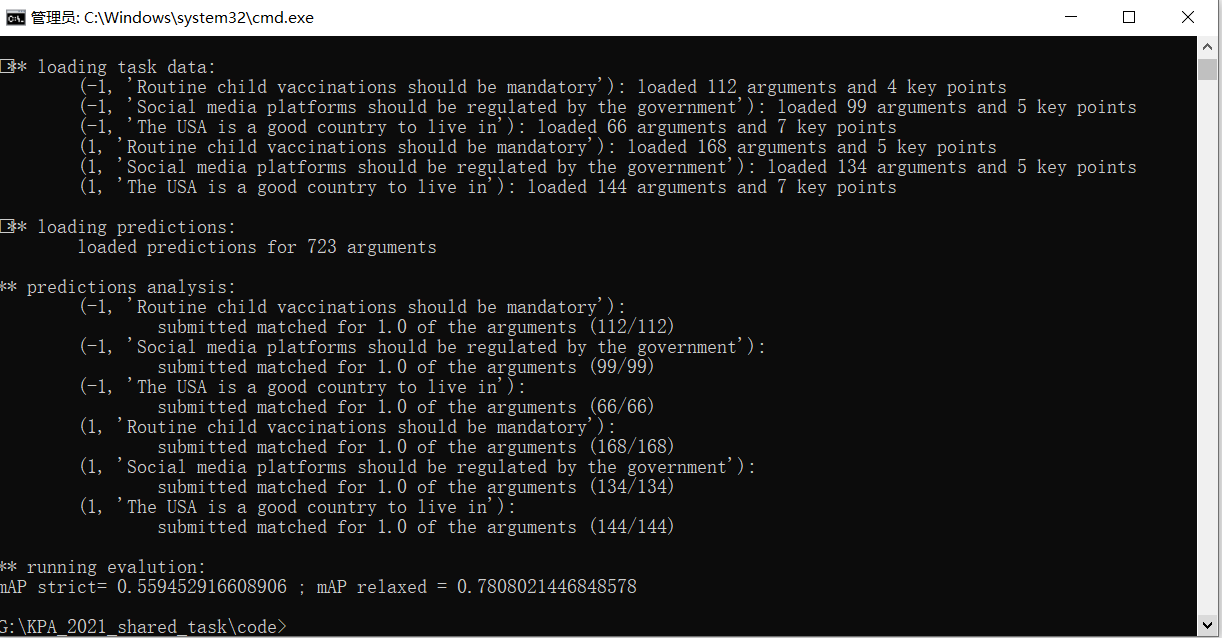 管理员: C:\Windows\system32\cmd.exe
** loading task data:
(-1, 'Routine child vaccinations should be mandatory'): loaded 112 arguments and 4 key points
(-1, 'Social media platforms should be regulated by the government'): loaded 99 arguments and 5 key points
(-1, 'The USA is a good country to live in'): loaded 66 arguments and 7 key points
(1, 'Routine child vaccinations should be mandatory'): loaded 168 arguments and 5 key points
(1, 'Social media platforms should be regulated by the government'): loaded 134 arguments and 5 key points
(1, 'The USA is a good country to live in'): loaded 144 arguments and 7 key points
** loading predictions:
loaded predictions for 723 arguments
** predictions analysis:
(-1, 'Routine child vaccinations should be mandatory'):
submitted matched for 1.0 of the arguments (112/112)
(-1, 'Social media platforms should be regulated by the government'):
submitted matched for 1.0 of the arguments (99/99)
(-1, 'The USA is a good country to live in'):
submitted matched for 1.0 of the arguments (66/66)
(1, 'Routine child vaccinations should be mandatory'):
submitted matched for 1.0 of the arguments (168/168)
(1, 'Social media platforms should be regulated by the government'):
submitted matched for 1.0 of the arguments (134/134)
(1, 'The USA is a good country to live in'):
submitted matched for 1.0 of the arguments (144/144)
** running evalution:
mAP strict= 0.559452916608906 ; mAP relaxed = 0.7808021446848578
G:\KPA_2021_shared_task\code>